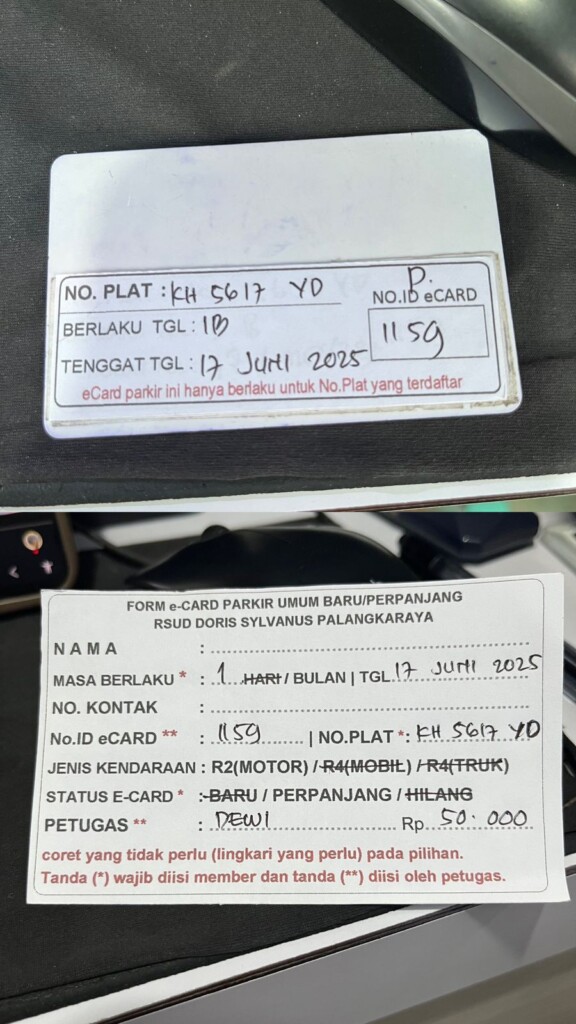 NO. PLAT : KH 5617 YD
P.
NO.ID eCARD
BERLAKU TGL : 1B
1159
TENGGAT TGL : 17 JUNI 2025
eCard parkir ini hanya berlaku untuk No.Plat yang terdaftar
FORM e-CARD PARKIR UMUM BARU/PERPANJANG
RSUD DORIS SYLVANUS PALANGKARAYA
NAMA :
MASA BERLAKU * : 1 HARI / BULAN | TGL. 17 JUNI 2025
NO. KONTAK :
No.ID eCARD ** : 1159 | NO.PLAT *: KH 5617 YD
JENIS KENDARAAN : R2(MOTOR) / R4(MOBIL) / R4(TRUK)
STATUS E-CARD * : BARU / PERPANJANG / HILANG
PETUGAS ** : DEWI Rp. 50.000
coret yang tidak perlu (lingkari yang perlu) pada pilihan.
Tanda (*) wajib diisi member dan tanda (**) diisi oleh petugas.